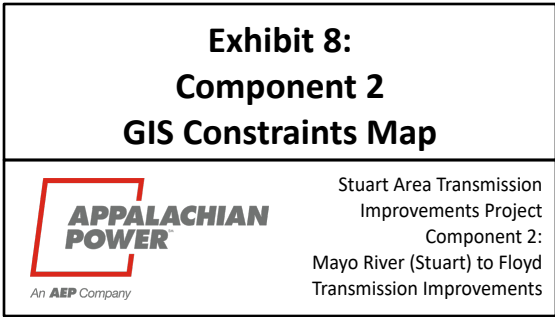 Exhibit 8:
Component 2
GIS Constraints Map
APPALACHIAN
POWER™
An AEP Company
Stuart Area Transmission
Improvements Project
Component 2:
Mayo River (Stuart) to Floyd
Transmission Improvements